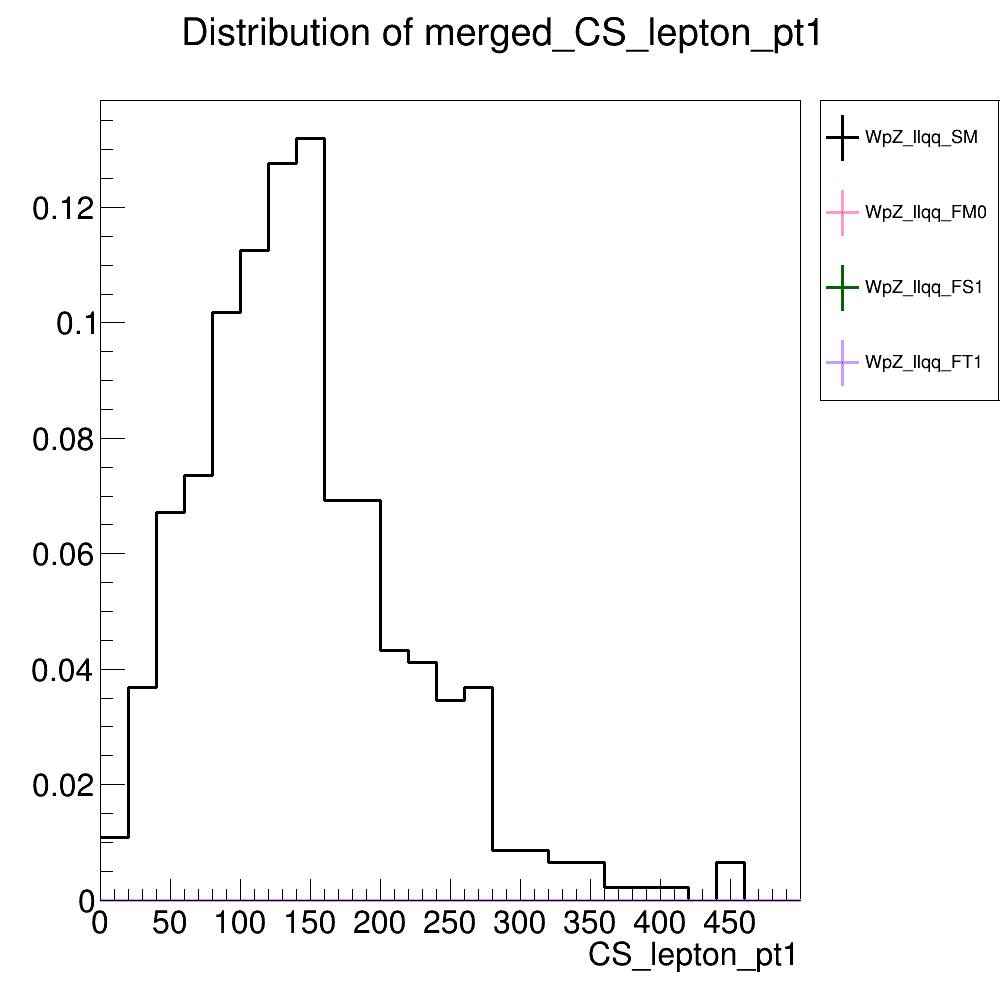 Distribution of merged_CS_lepton_pt1
WpZ_llqq_SM
WpZ_llqq_FM0
WpZ_llqq_FS1
WpZ_llqq_FT1
0.12
0.1
0.08
0.06
0.04
0.02
0
0 50 100 150 200 250 300 350 400 450
CS_lepton_pt1